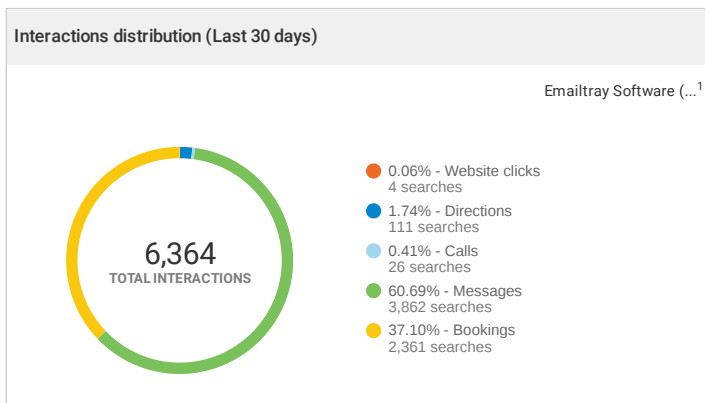 Interactions distribution (Last 30 days)
Emailtray Software (...1
6,364
TOTAL INTERACTIONS
0.06% - Website clicks
4 searches
1.74% - Directions
111 searches
0.41% - Calls
26 searches
60.69% - Messages
3,862 searches
37.10% - Bookings
2,361 searches